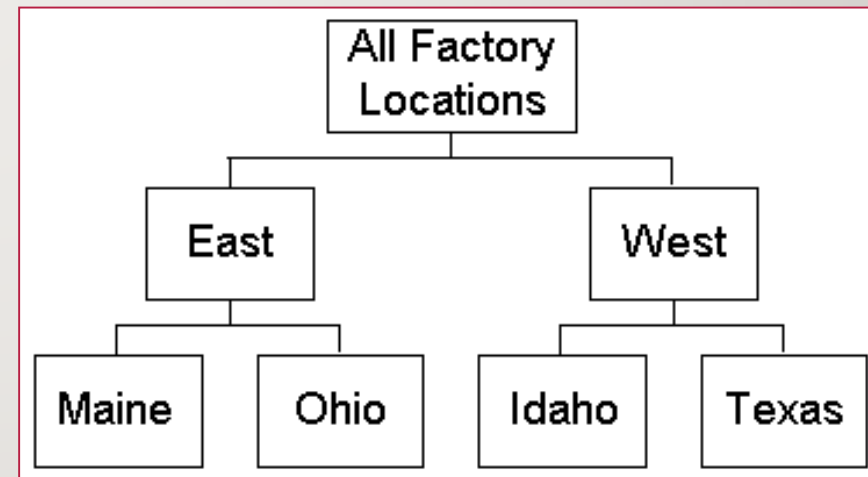 All Factory
Locations
East
West
Maine
Ohio
Idaho
Texas